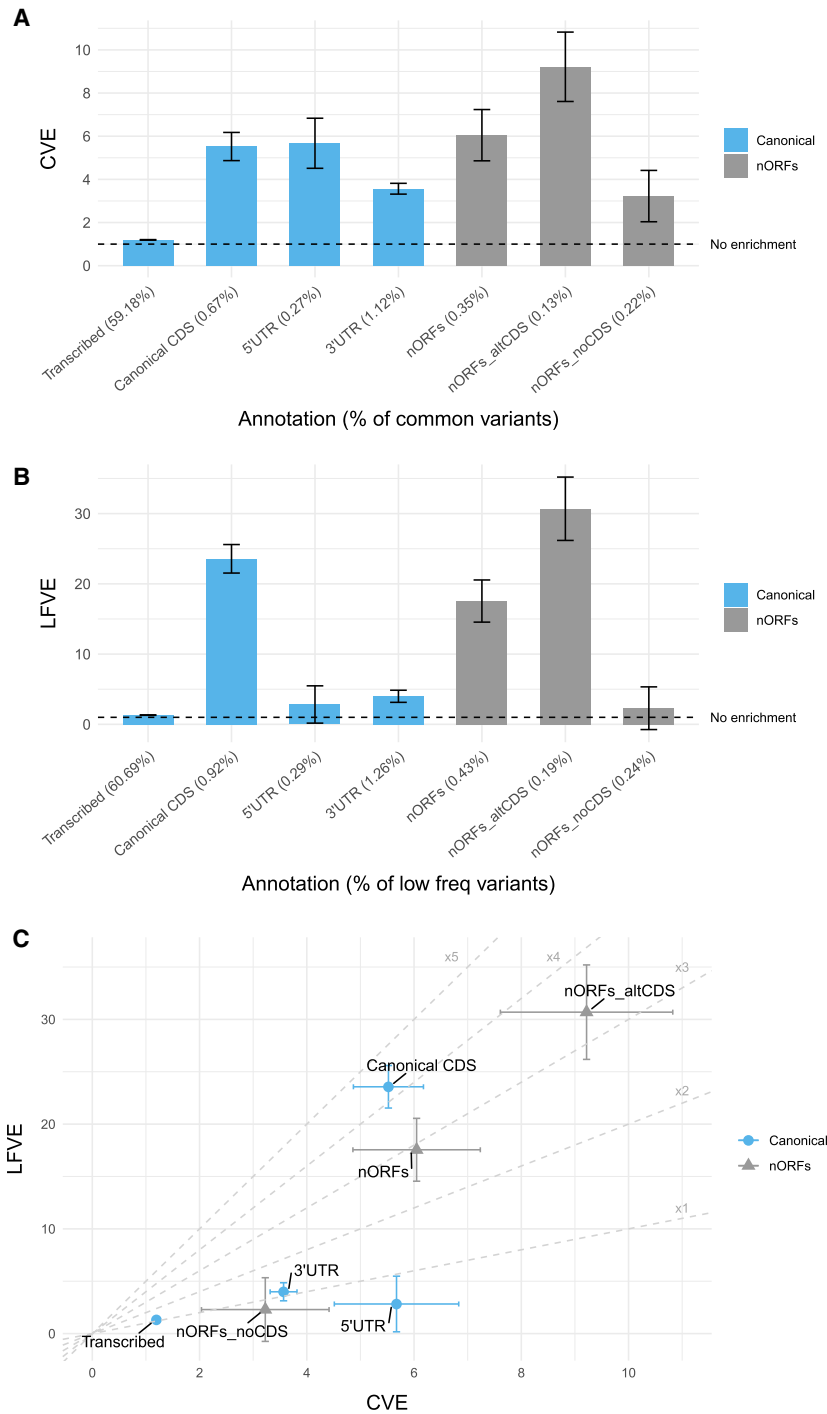 A
10
8
6
4
2
0
CVE
Canonical
nORFs
No enrichment
Transcribed (59.18%)
Canonical CDS (0.67%)
5'UTR (0.27%)
3'UTR (1.12%)
nORFs (0.35%)
nORFs_altCDS (0.13%)
nORFs_noCDS (0.22%)
Annotation (% of common variants)
B
30
20
10
0
LFVE
Canonical
nORFs
No enrichment
Transcribed (60.69%)
Canonical CDS (0.92%)
5'UTR (0.29%)
3'UTR (1.26%)
nORFs (0.43%)
nORFs_altCDS (0.19%)
nORFs_noCDS (0.24%)
Annotation (% of low freq variants)
C
x5
x4
x3
nORFs_altCDS
30
Canonical CDS
x2
20
nORFs
LFVE
Canonical
nORFs
10
x1
3'UTR
nORFs_noCDS
5'UTR
Transcribed
0
0
2
4
6
8
10
CVE